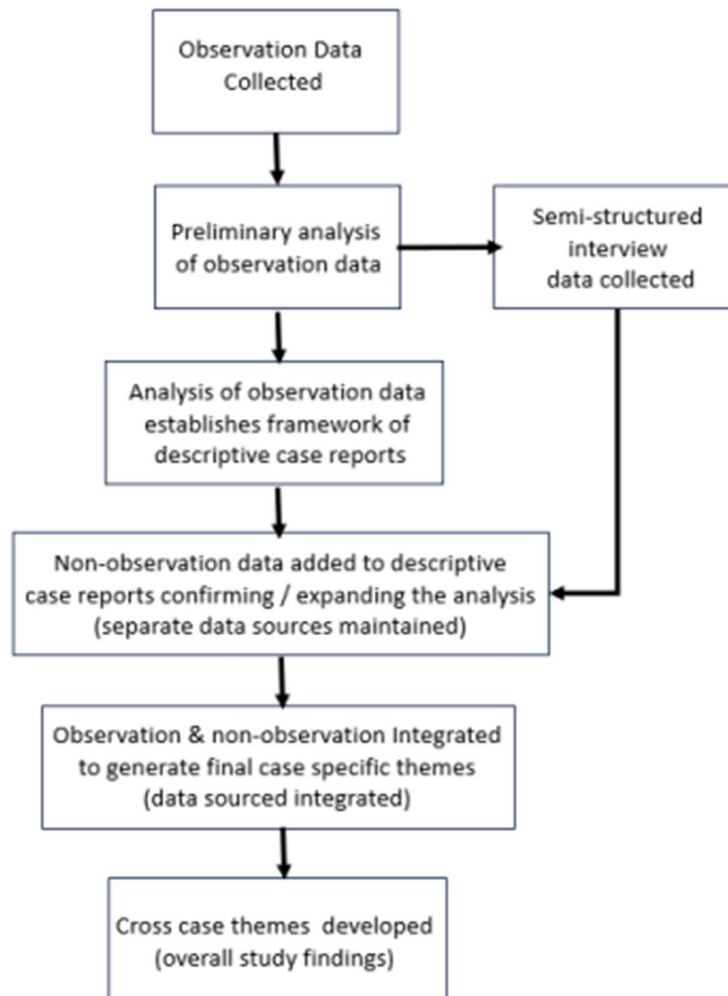 Observation Data
Collected
Preliminary analysis
of observation data
Semi-structured
interview
data collected
Analysis of observation data
establishes framework of
descriptive case reports
Non-observation data added to descriptive
case reports confirming / expanding the analysis
(separate data sources maintained)
Observation & non-observation Integrated
to generate final case specific themes
(data sourced integrated)
Cross case themes developed
(overall study findings)